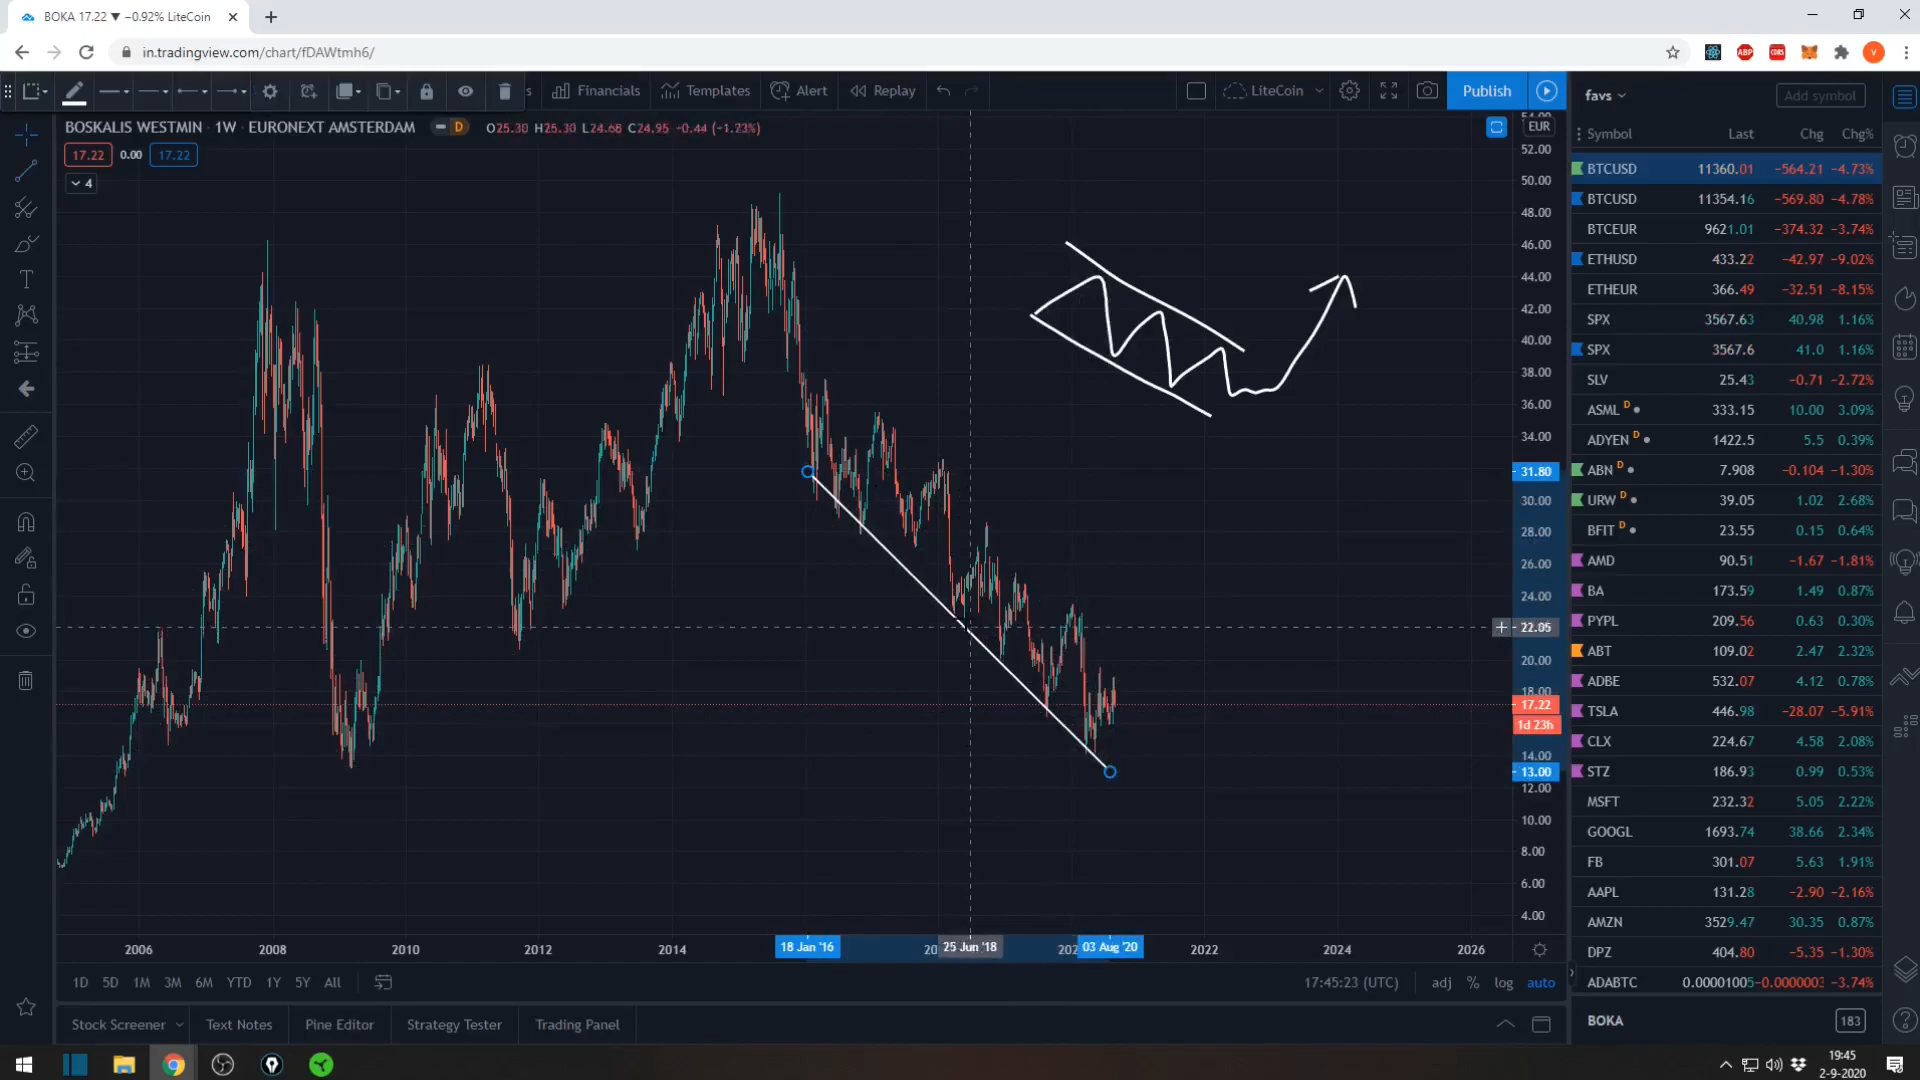 BOKA 17.22 ▼ −0.92% LiteCoin
in.tradingview.com/chart/fDAWtmh6/
s Financials Templates Alert Replay LiteCoin Publish
favs Add symbol
BOSKALIS WESTMIN · 1W · EURONEXT AMSTERDAM D O25.30 H25.30 L24.68 C24.95 −0.44 (−1.73%)
17.22 0.00 17.22
4
EUR
54.00
52.00
50.00
48.00
46.00
44.00
42.00
40.00
38.00
36.00
34.00
31.80
30.00
28.00
26.00
24.00
22.05
20.00
18.00
17.22
1d 23h
14.00
13.00
12.00
10.00
8.00
6.00
4.00
2006 2008 2010 2012 2014 18 Jan '16 25 Jun '18 03 Aug '20 2022 2024 2026
1D 5D 1M 3M 6M YTD 1Y 5Y All 17:45:23 (UTC) adj % log auto
Stock Screener Text Notes Pine Editor Strategy Tester Trading Panel
Symbol Last Chg Chg%
BTCUSD 11360.01 −564.21 −4.73%
BTCUSD 11354.16 −569.80 −4.78%
BTCEUR 9621.01 −374.32 −3.74%
ETHUSD 433.22 −42.97 −9.02%
ETHEUR 366.49 −32.51 −8.15%
SPX 3567.63 40.98 1.16%
SPX 3567.6 41.0 1.16%
SLV 25.43 −0.71 −2.72%
ASML D 333.15 10.00 3.09%
ADYEN D 1422.5 5.5 0.39%
ABN D 7.908 −0.104 −1.30%
URW D 39.05 1.02 2.68%
BFIT D 23.55 0.15 0.64%
AMD 90.51 −1.67 −1.81%
BA 173.59 1.49 0.87%
PYPL 209.56 0.63 0.30%
ABT 109.02 2.47 2.32%
ADBE 532.07 4.12 0.78%
TSLA 446.98 −28.07 −5.91%
CLX 224.67 4.58 2.08%
STZ 186.93 0.99 0.53%
MSFT 232.32 5.05 2.22%
GOOGL 1693.74 38.66 2.34%
FB 301.07 5.63 1.91%
AAPL 131.28 −2.90 −2.16%
AMZN 3529.47 30.35 0.87%
DPZ 404.80 −5.35 −1.30%
ADABTC 0.00001005 −0.0000003 −3.74%
BOKA 183
19:45
2-9-2020